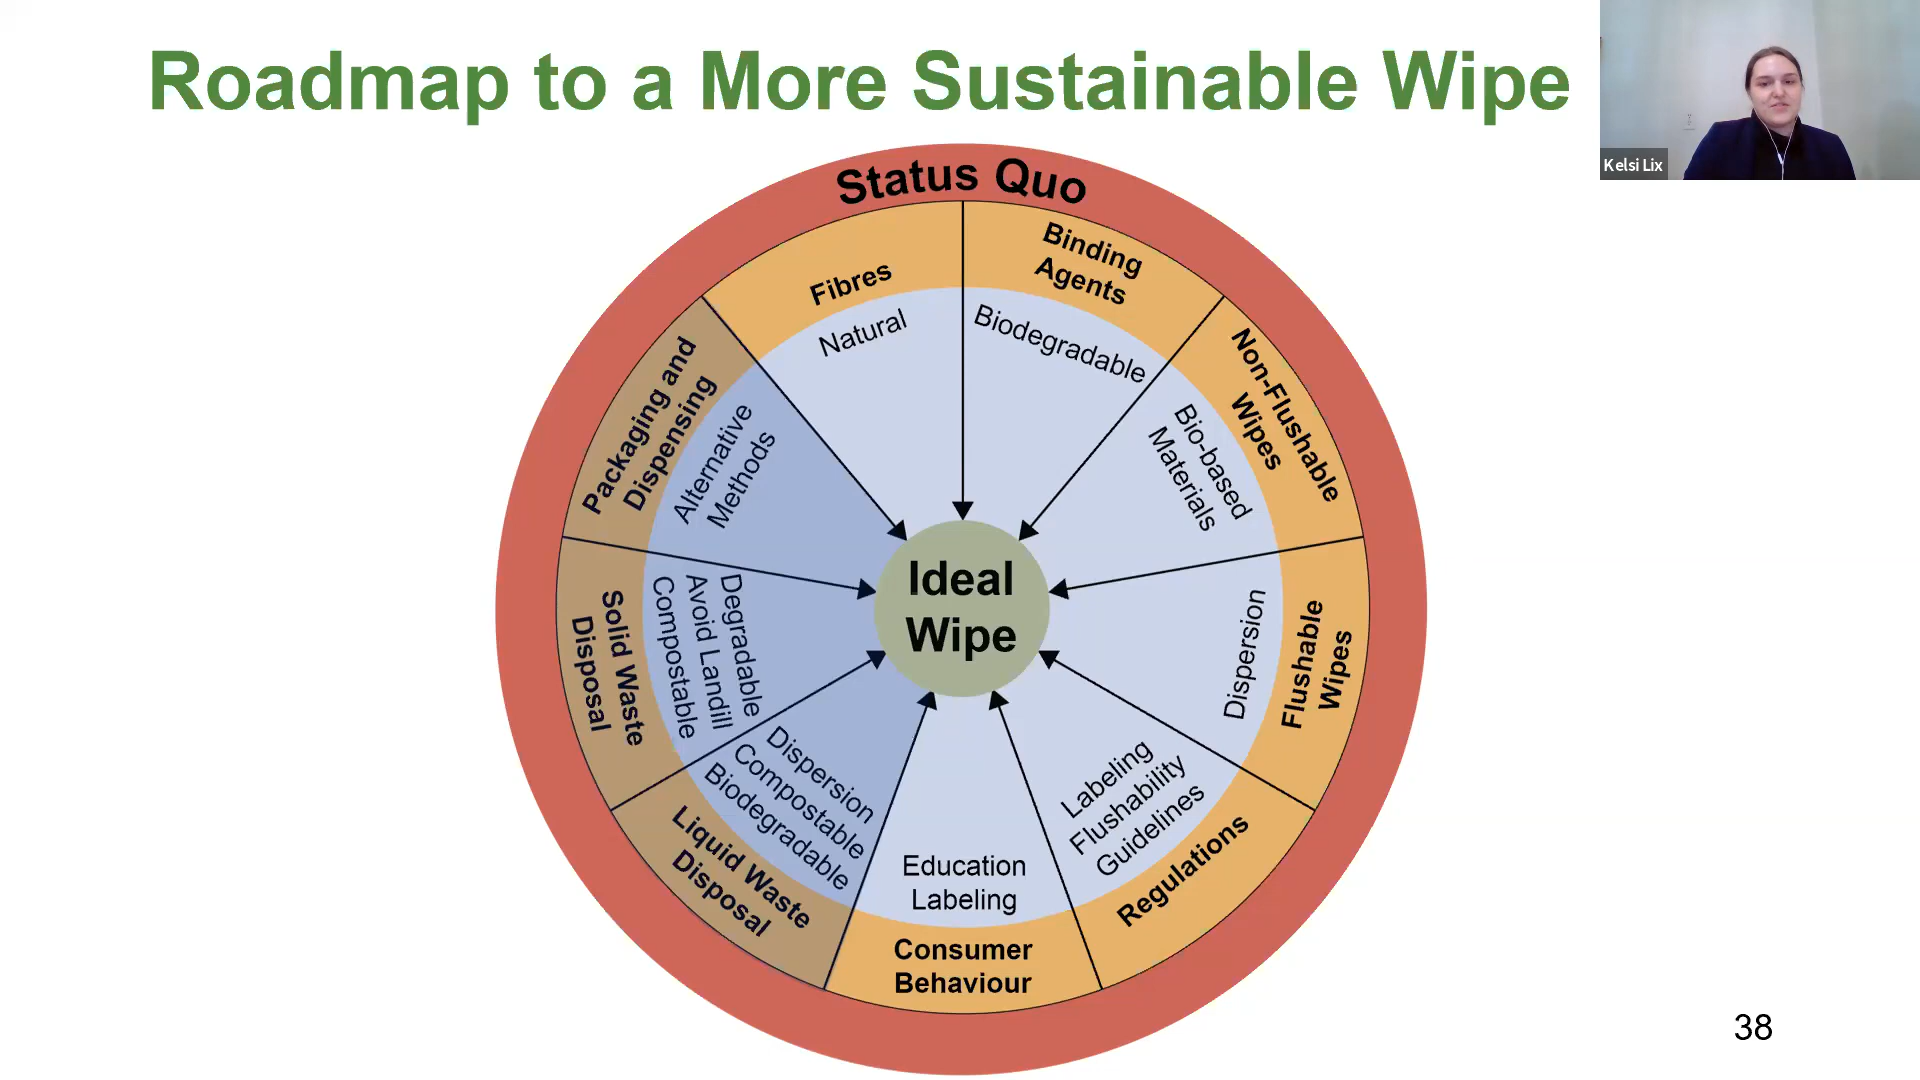 Roadmap to a More Sustainable Wipe
Kelsi Lix
Status Quo
Fibres
Natural
Binding
Agents
Biodegradable
Non-Flushable
Wipes
Bio-based
Materials
Flushable
Wipes
Dispersion
Regulations
Labeling
Flushability
Guidelines
Consumer
Behaviour
Education
Labeling
Liquid Waste
Disposal
Dispersion
Compostable
Biodegradable
Solid Waste
Disposal
Degradable
Avoid Landill
Compostable
Packaging and
Dispensing
Alternative
Methods
Ideal
Wipe
38